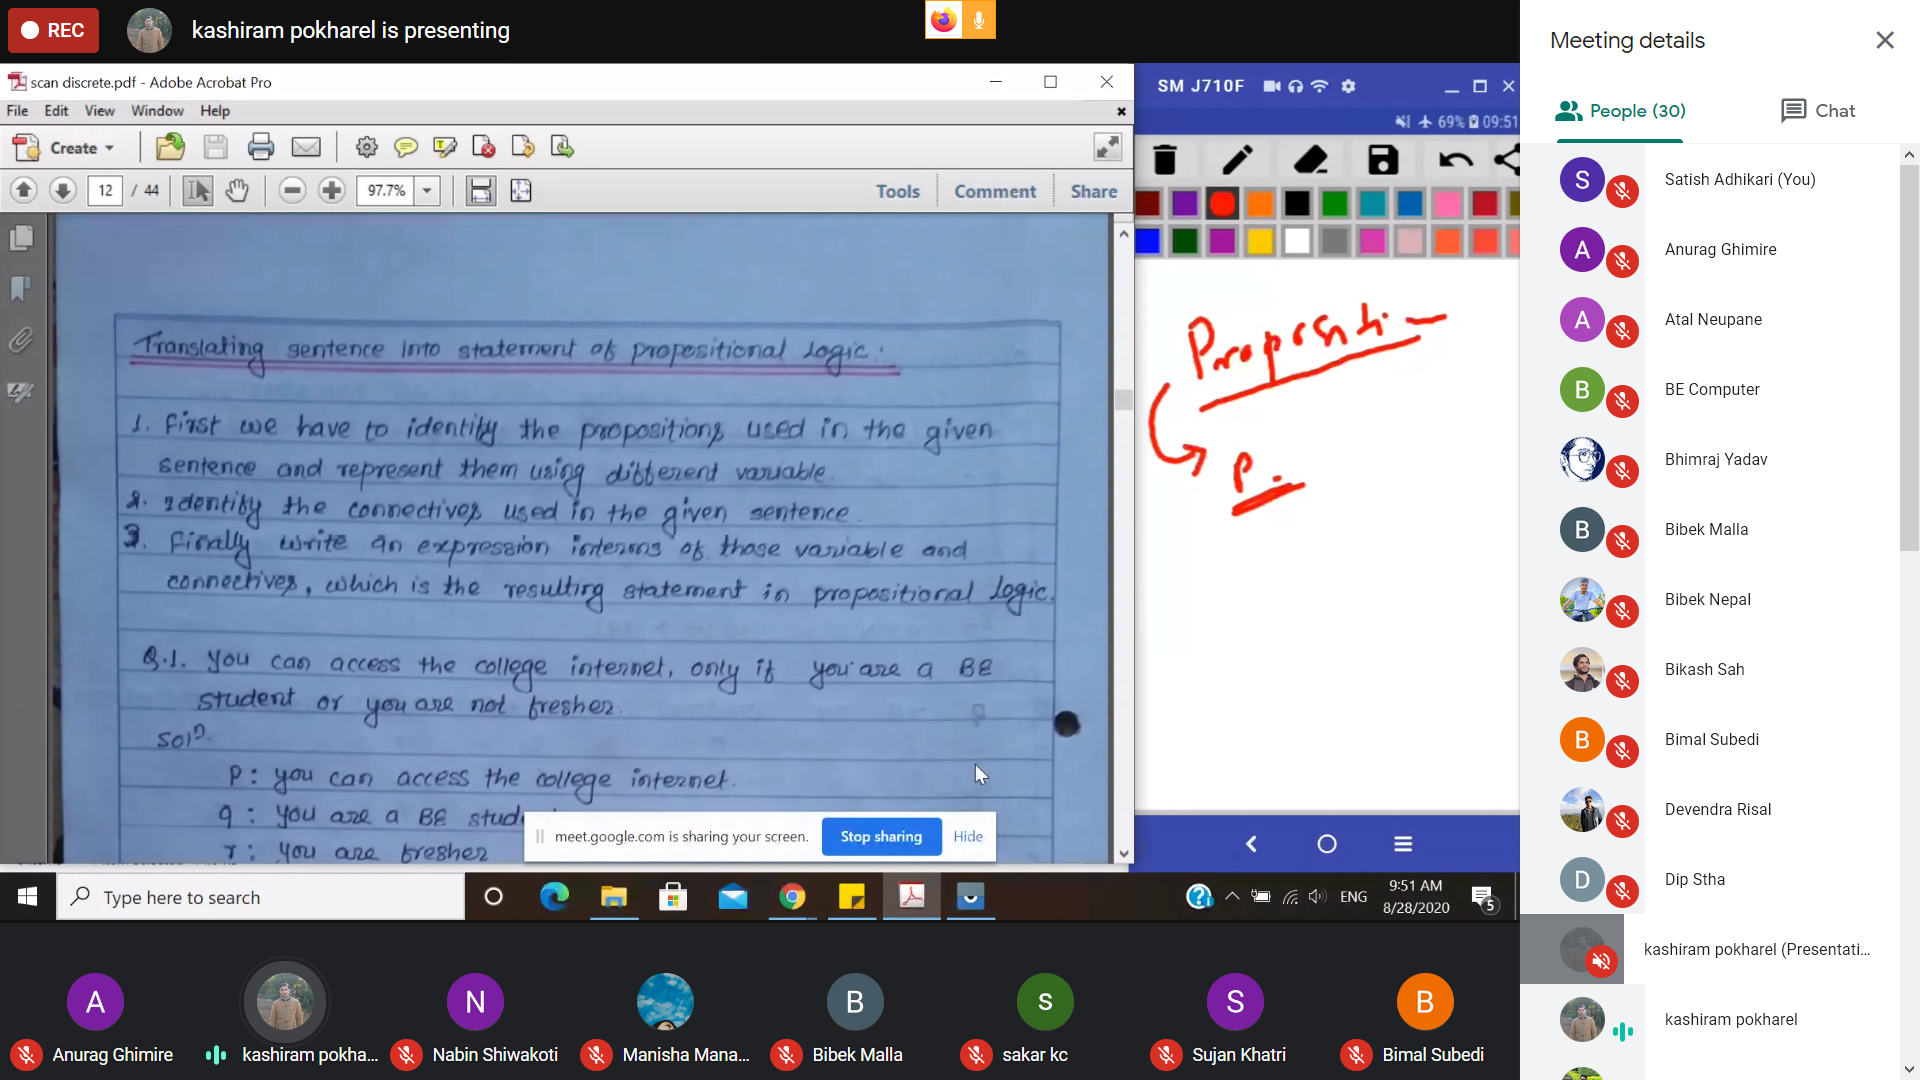 REC
kashiram pokharel is presenting
scan discrete.pdf - Adobe Acrobat Pro
File Edit View Window Help
Create
12 / 44
97.7%
Tools Comment Share
Translating sentence into statement of propositional logic:
1. First we have to identify the propositions used in the given
sentence and represent them using different variable.
2. Identify the connectives used in the given sentence.
3. Finally write an expression interms of those variable and
connectives, which is the resulting statement in propositional logic.
Q.1. You can access the college internet, only if you are a BE
student or you are not fresher.
Soln.
p: you can access the college internet.
q: you are a BE
r: you are fresher
meet.google.com is sharing your screen.
Stop sharing
Hide
SM J710F
69% 09:51
P.
Type here to search
ENG
9:51 AM
8/28/2020
5
A
Anurag Ghimire
kashiram pokha...
N
Nabin Shiwakoti
Manisha Mana...
B
Bibek Malla
s
sakar kc
S
Sujan Khatri
B
Bimal Subedi
Meeting details
People (30)
Chat
S
Satish Adhikari (You)
A
Anurag Ghimire
A
Atal Neupane
B
BE Computer
Bhimraj Yadav
B
Bibek Malla
Bibek Nepal
Bikash Sah
B
Bimal Subedi
Devendra Risal
D
Dip Stha
kashiram pokharel (Presentati...
kashiram pokharel